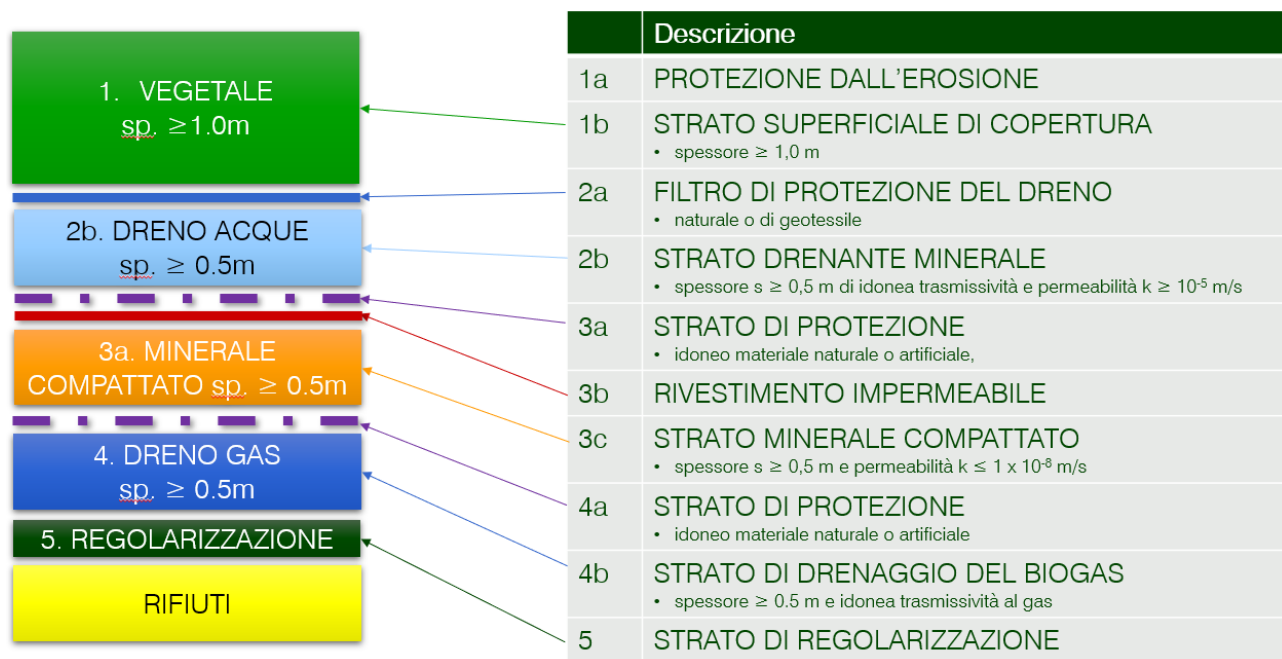 1. VEGETALE
sp. ≥1.0m
2b. DRENO ACQUE
sp. ≥ 0.5m
3a. MINERALE
COMPATTATO sp. ≥ 0.5m
4. DRENO GAS
sp. ≥ 0.5m
5. REGOLARIZZAZIONE
RIFIUTI
Descrizione
1a PROTEZIONE DALL'EROSIONE
1b STRATO SUPERFICIALE DI COPERTURA
• spessore ≥ 1,0 m
2a FILTRO DI PROTEZIONE DEL DRENO
• naturale o di geotessile
2b STRATO DRENANTE MINERALE
• spessore s ≥ 0,5 m di idonea trasmissività e permeabilità k ≥ 10⁻⁵ m/s
3a STRATO DI PROTEZIONE
• idoneo materiale naturale o artificiale,
3b RIVESTIMENTO IMPERMEABILE
3c STRATO MINERALE COMPATTATO
• spessore s ≥ 0,5 m e permeabilità k ≤ 1 x 10⁻⁸ m/s
4a STRATO DI PROTEZIONE
• idoneo materiale naturale o artificiale
4b STRATO DI DRENAGGIO DEL BIOGAS
• spessore ≥ 0.5 m e idonea trasmissività al gas
5 STRATO DI REGOLARIZZAZIONE